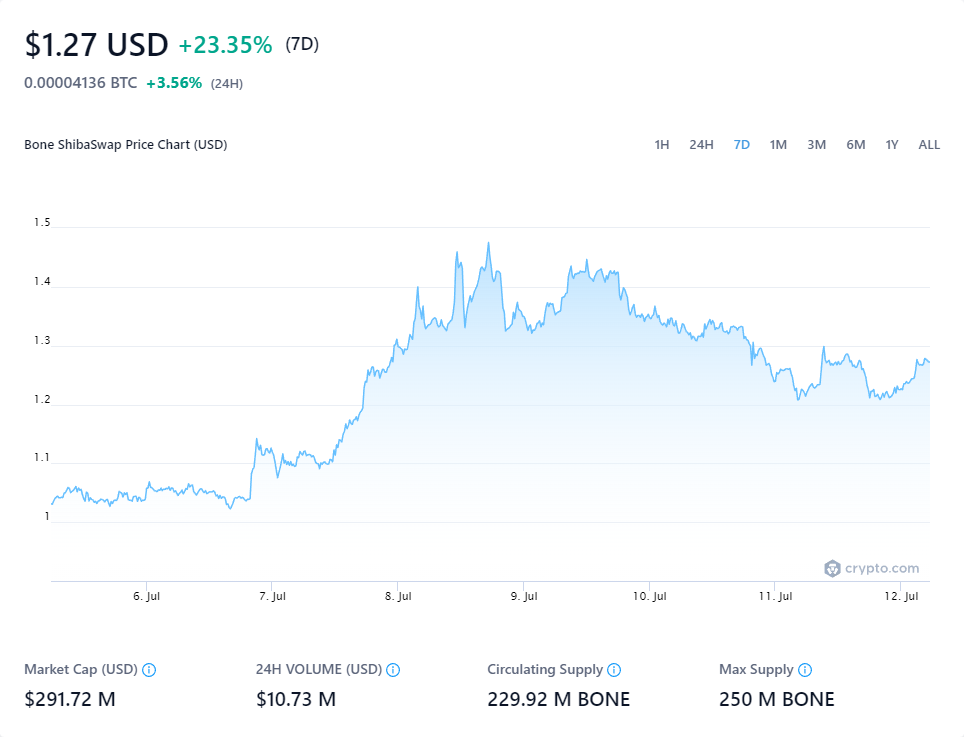 $1.27 USD +23.35% (7D)
0.00004136 BTC +3.56% (24H)
Bone ShibaSwap Price Chart (USD) 1H 24H 7D 1M 3M 6M 1Y ALL
1.5
1.4
1.3
1.2
1.1
1
crypto.com
6. Jul 7. Jul 8. Jul 9. Jul 10. Jul 11. Jul 12. Jul
Market Cap (USD) 24H VOLUME (USD) Circulating Supply Max Supply
$291.72 M $10.73 M 229.92 M BONE 250 M BONE